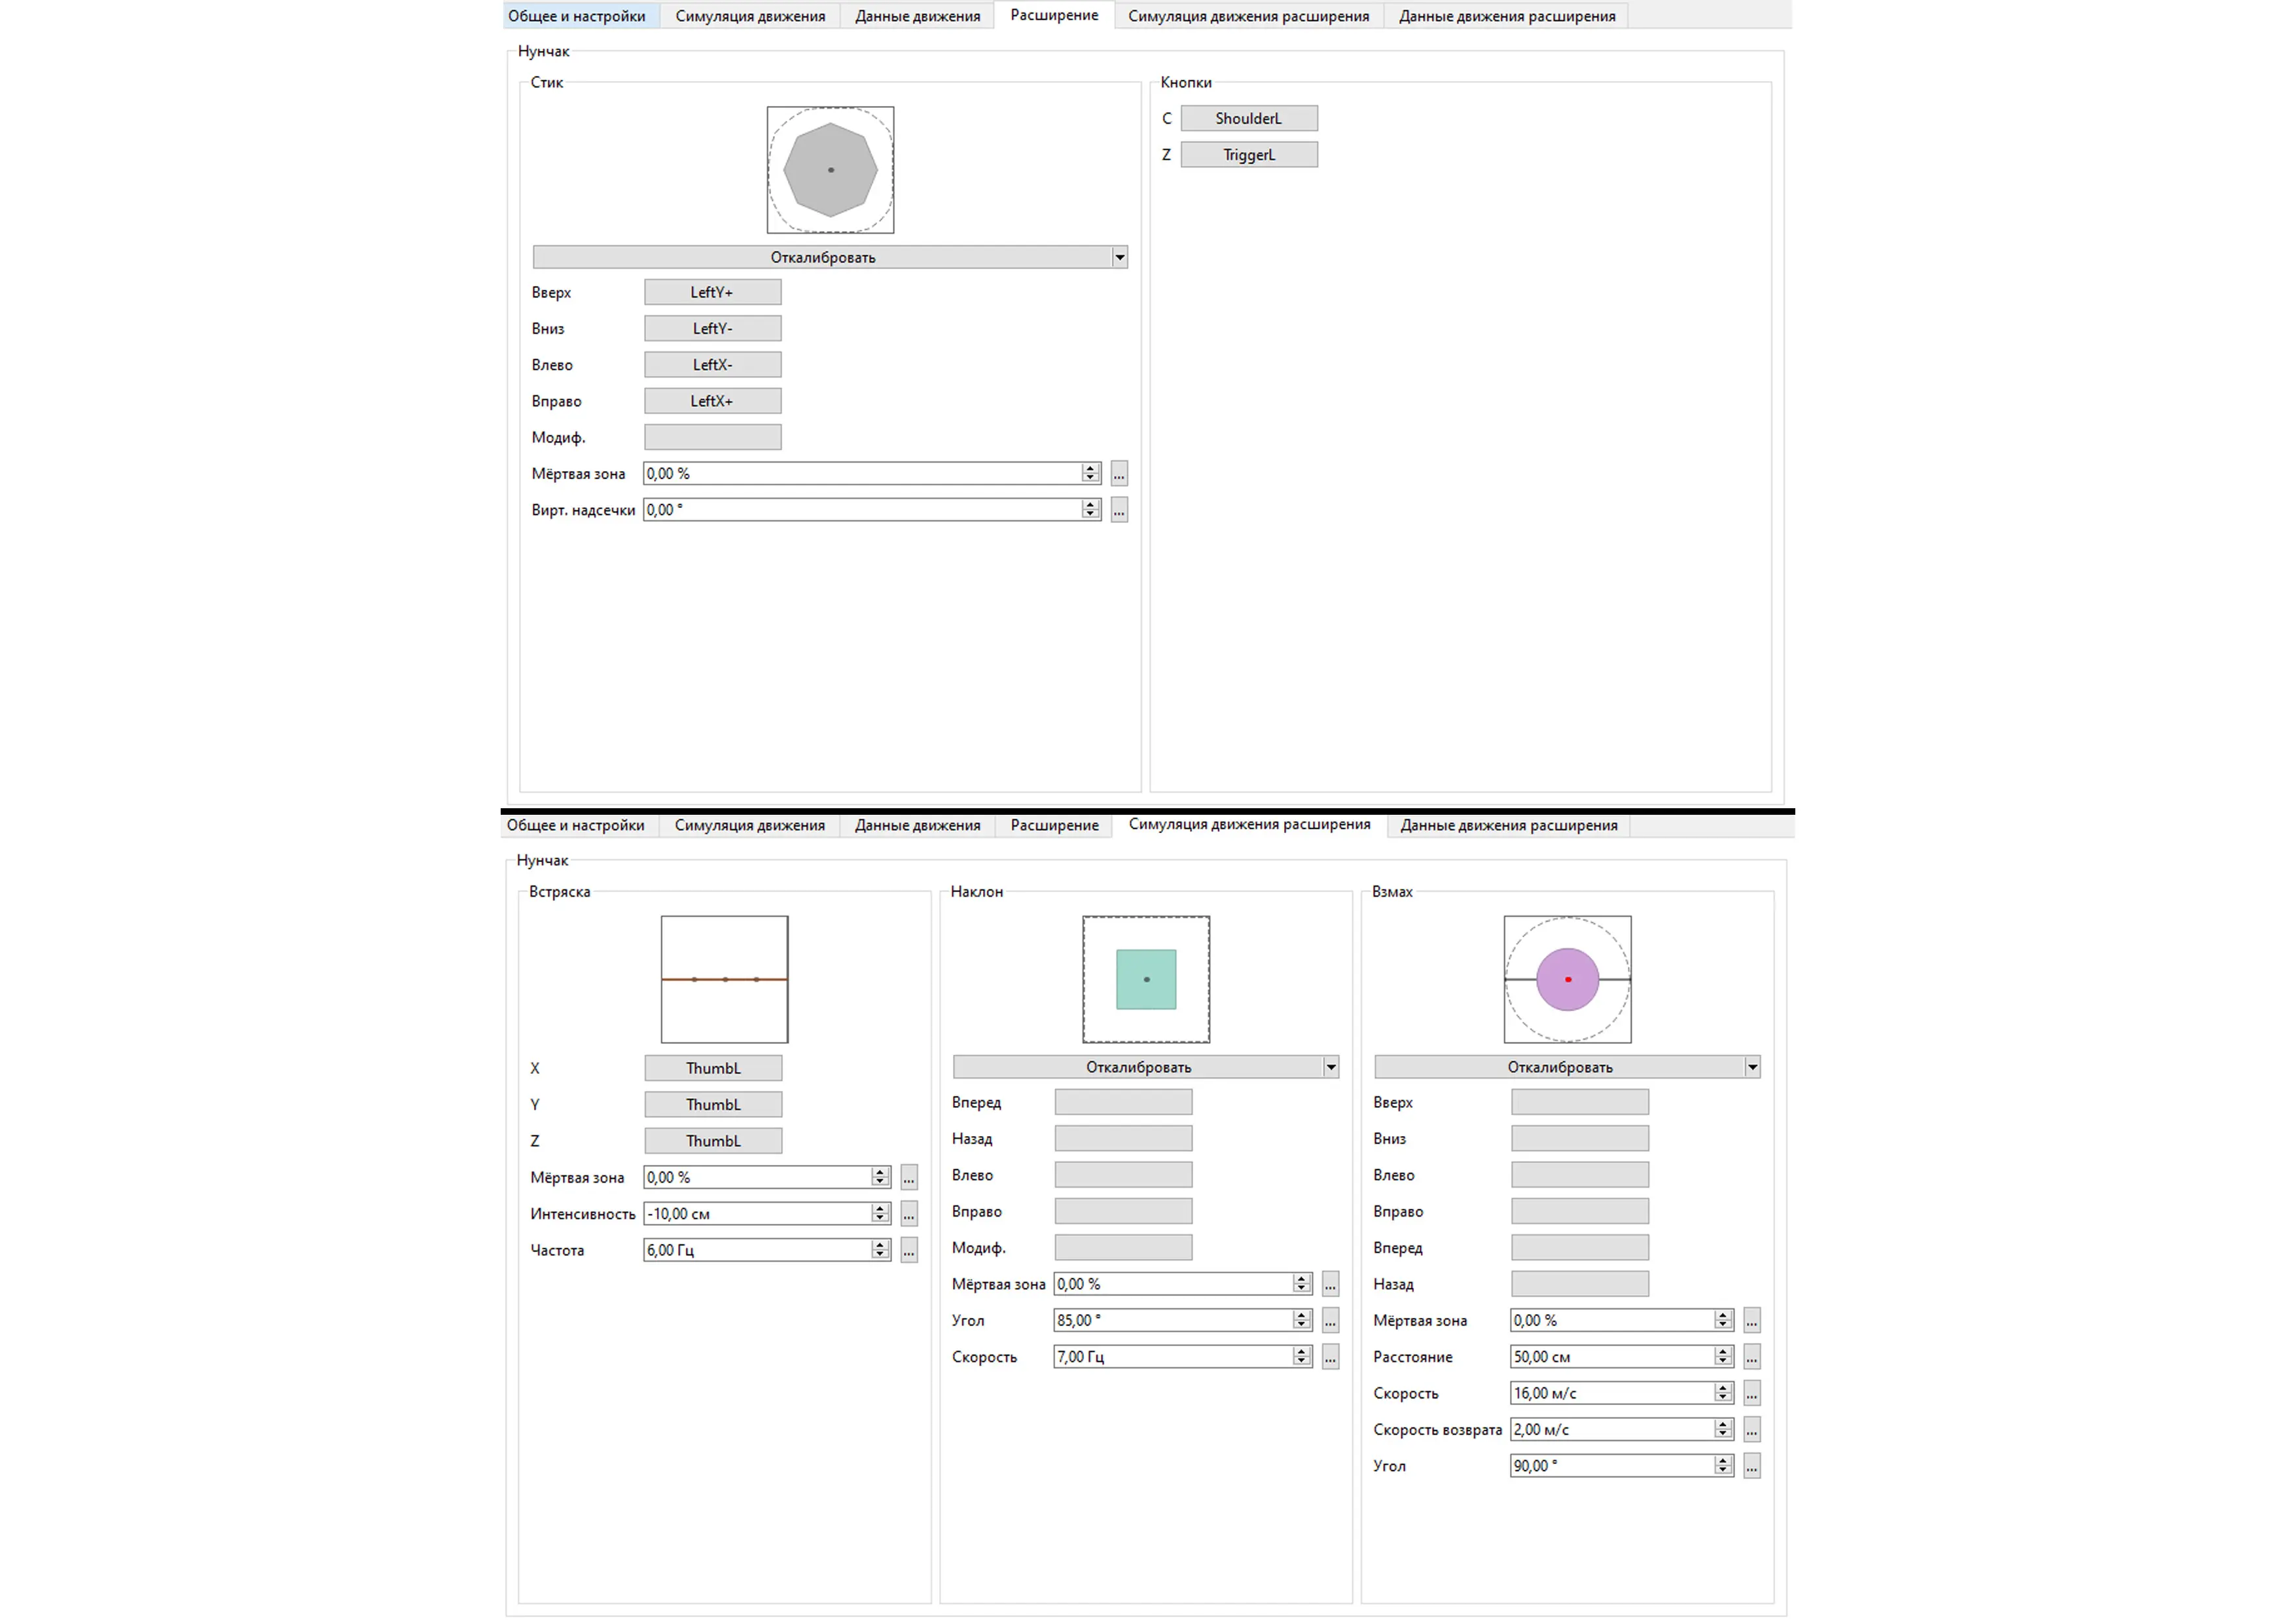 Общее и настройки Симуляция движения Данные движения Расширение Симуляция движения расширения Данные движения расширения
Нунчак
Стик
Откалибровать
Вверх LeftY+
Вниз LeftY-
Влево LeftX-
Вправо LeftX+
Модиф.
Мёртвая зона 0,00 % ...
Вирт. надсечки 0,00 ° ...
Кнопки
C ShoulderL
Z TriggerL
Общее и настройки Симуляция движения Данные движения Расширение Симуляция движения расширения Данные движения расширения
Нунчак
Встряска
X ThumbL
Y ThumbL
Z ThumbL
Мёртвая зона 0,00 % ...
Интенсивность -10,00 см ...
Частота 6,00 Гц ...
Наклон
Откалибровать
Вперед
Назад
Влево
Вправо
Модиф.
Мёртвая зона 0,00 % ...
Угол 85,00 ° ...
Скорость 7,00 Гц ...
Взмах
Откалибровать
Вверх
Вниз
Влево
Вправо
Вперед
Назад
Мёртвая зона 0,00 % ...
Расстояние 50,00 см ...
Скорость 16,00 м/с ...
Скорость возврата 2,00 м/с ...
Угол 90,00 ° ...